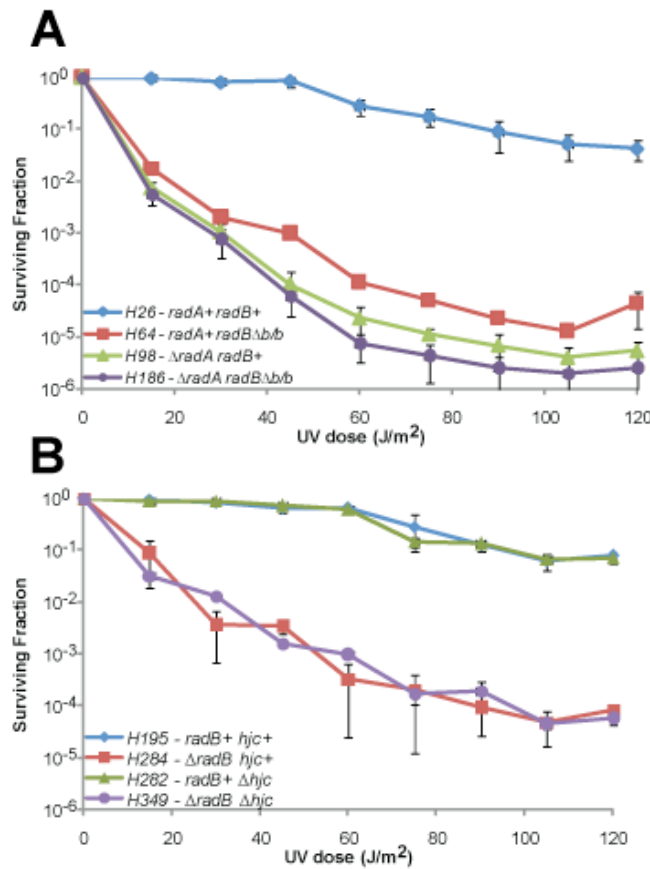 A
10^0
10^-1
10^-2
10^-3
10^-4
10^-5
10^-6
Surviving Fraction
H26 - radA+ radB+
H64 - radA+ radBΔb/b
H98 - ΔradA radB+
H186 - ΔradA radBΔb/b
0 20 40 60 80 100 120
UV dose (J/m²)
B
10^0
10^-1
10^-2
10^-3
10^-4
10^-5
10^-6
Surviving Fraction
H195 - radB+ hjc+
H284 - ΔradB hjc+
H282 - radB+ Δhjc
H349 - ΔradB Δhjc
0 20 40 60 80 100 120
UV dose (J/m²)